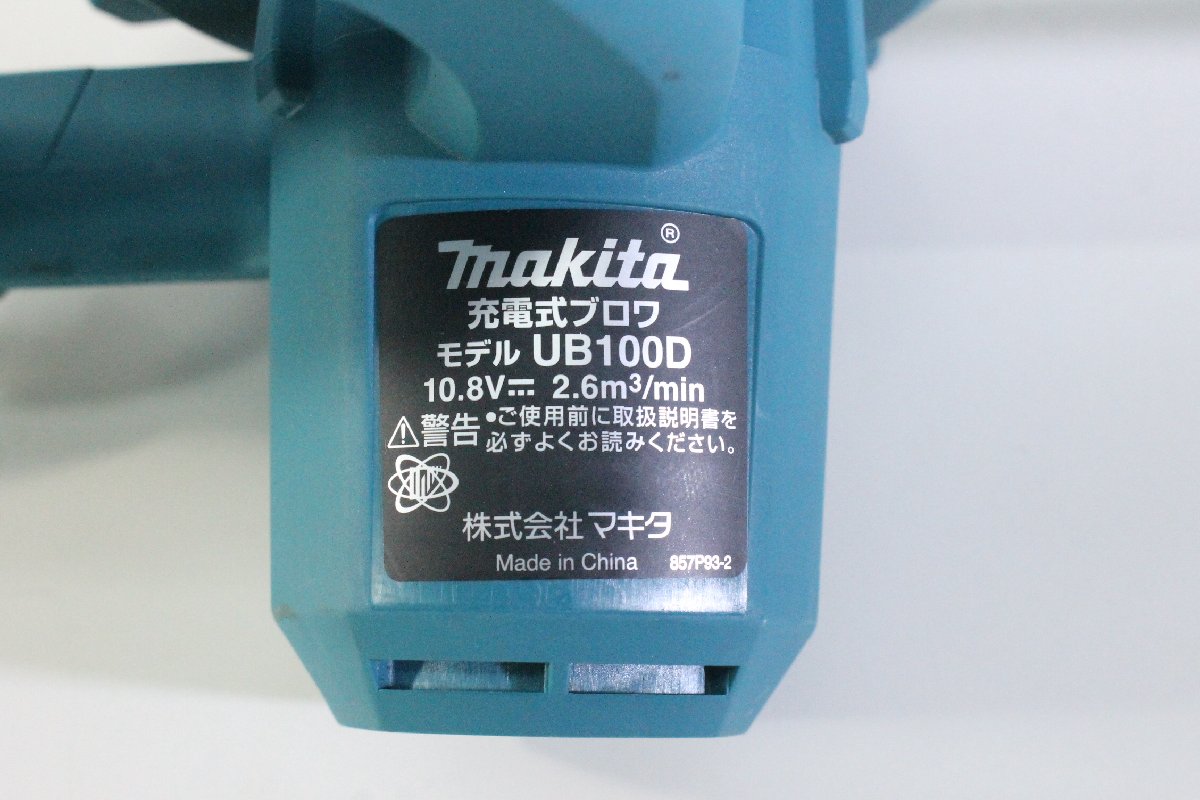 makita®
充電式ブロワ
モデル UB100D
10.8V⎓ 2.6m³/min
⚠警告 •ご使用前に取扱説明書を
必ずよくお読みください。
株式会社マキタ
Made in China 857P93-2